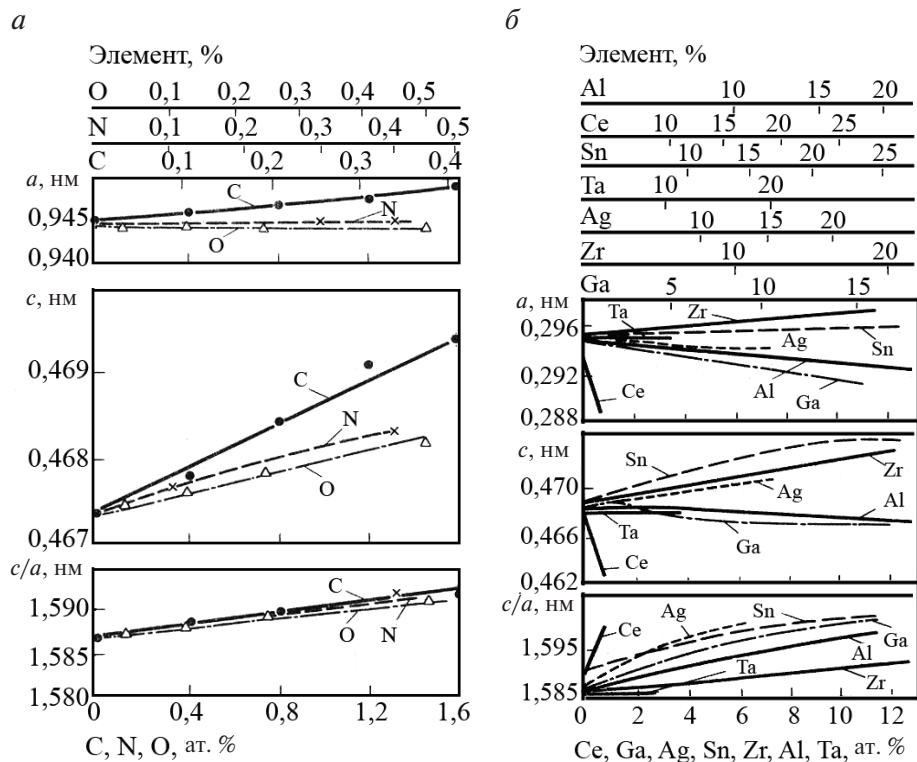 а
Элемент, %
O 0,1 0,2 0,3 0,4 0,5
N 0,1 0,2 0,3 0,4 0,5
C 0,1 0,2 0,3 0,4
a, нм
0,945
0,940
C
N
O
c, нм
0,469
0,468
0,467
C
N
O
c/a, нм
1,590
1,585
1,580
C
O
N
0 0,4 0,8 1,2 1,6
C, N, O, ат. %
б
Элемент, %
Al 10 15 20
Ce 10 15 20 25
Sn 10 15 20 25
Ta 10 20
Ag 10 15 20
Zr 10 20
Ga 5 10 15
a, нм
0,296
0,292
0,288
Ta
Zr
Ag
Sn
Ce
Al
Ga
c, нм
0,470
0,466
0,462
Sn
Zr
Ag
Al
Ta
Ga
Ce
c/a, нм
1,595
1,585
Ce
Ag
Sn
Ga
Al
Ta
Zr
0 2 4 6 8 10 12
Ce, Ga, Ag, Sn, Zr, Al, Ta, ат. %